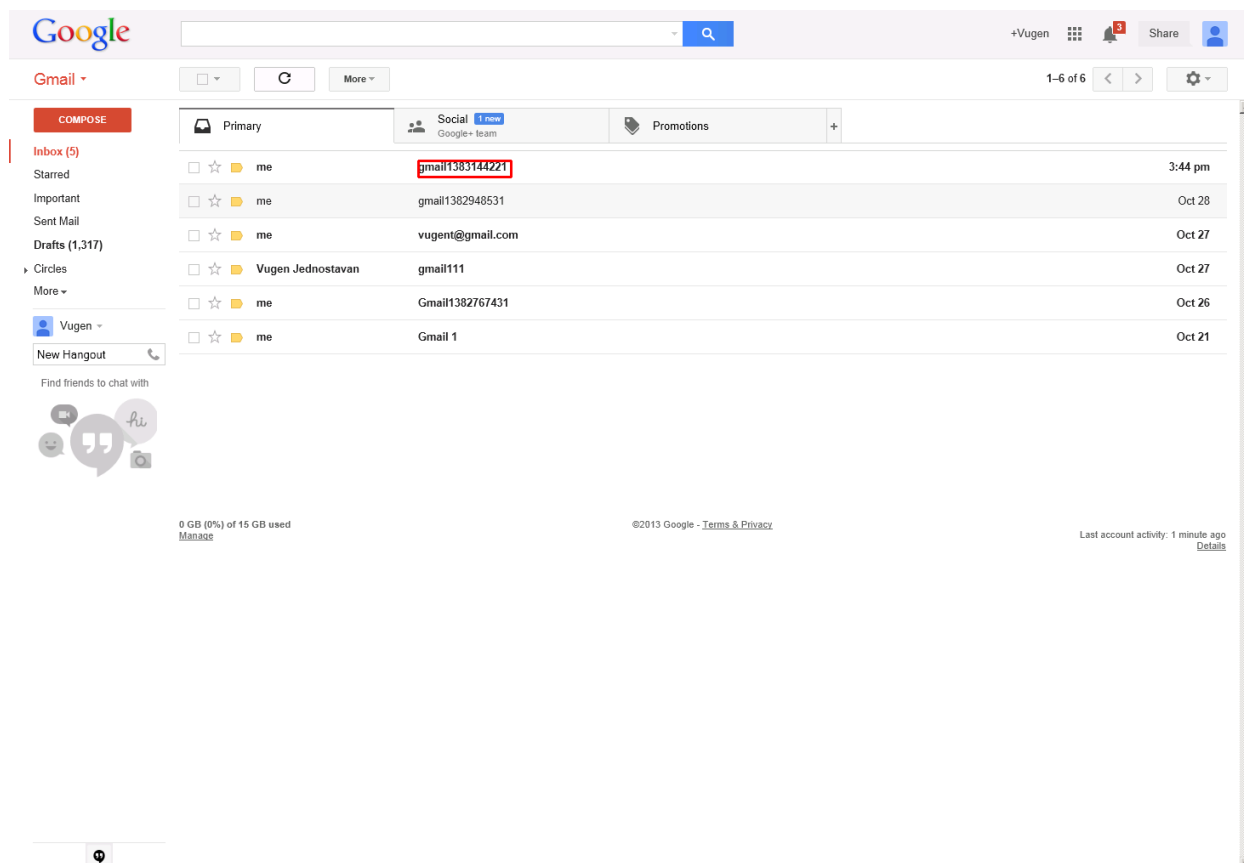 Google
+Vugen 3 Share
Gmail More 1–6 of 6
COMPOSE
Inbox (5)
Starred
Important
Sent Mail
Drafts (1,317)
Circles
More
Vugen
New Hangout
Find friends to chat with
hi
Primary Social 1 new Promotions +
Google+ team
me gmail1383144221 3:44 pm
me gmail1382948531 Oct 28
me vugent@gmail.com Oct 27
Vugen Jednostavan gmail111 Oct 27
me Gmail1382767431 Oct 26
me Gmail 1 Oct 21
0 GB (0%) of 15 GB used ©2013 Google - Terms & Privacy
Manage
Last account activity: 1 minute ago
Details